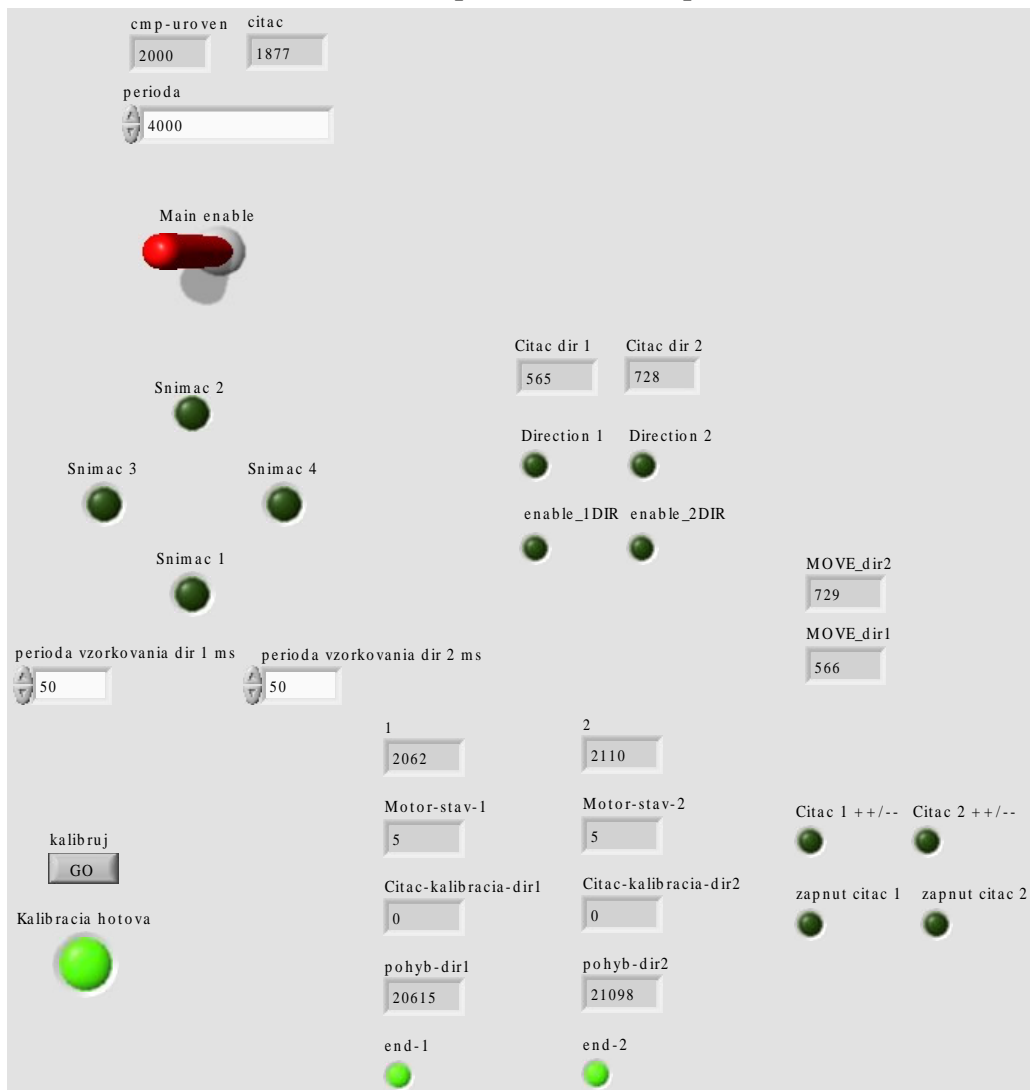 cmp-uroven citac
2000 1877
perioda
4000
Main enable
Citac dir 1 Citac dir 2
565 728
Snimac 2
Direction 1 Direction 2
Snimac 3 Snimac 4
enable_1DIR enable_2DIR
Snimac 1
MOVE_dir2
729
MOVE_dir1
566
perioda vzorkovania dir 1 ms perioda vzorkovania dir 2 ms
50 50
1 2
2062 2110
Motor-stav-1 Motor-stav-2
5 5
Citac 1 ++/-- Citac 2 ++/--
kalibruj
GO
Citac-kalibracia-dir1 Citac-kalibracia-dir2
0 0
zapnut citac 1 zapnut citac 2
Kalibracia hotova
pohyb-dir1 pohyb-dir2
20615 21098
end-1 end-2